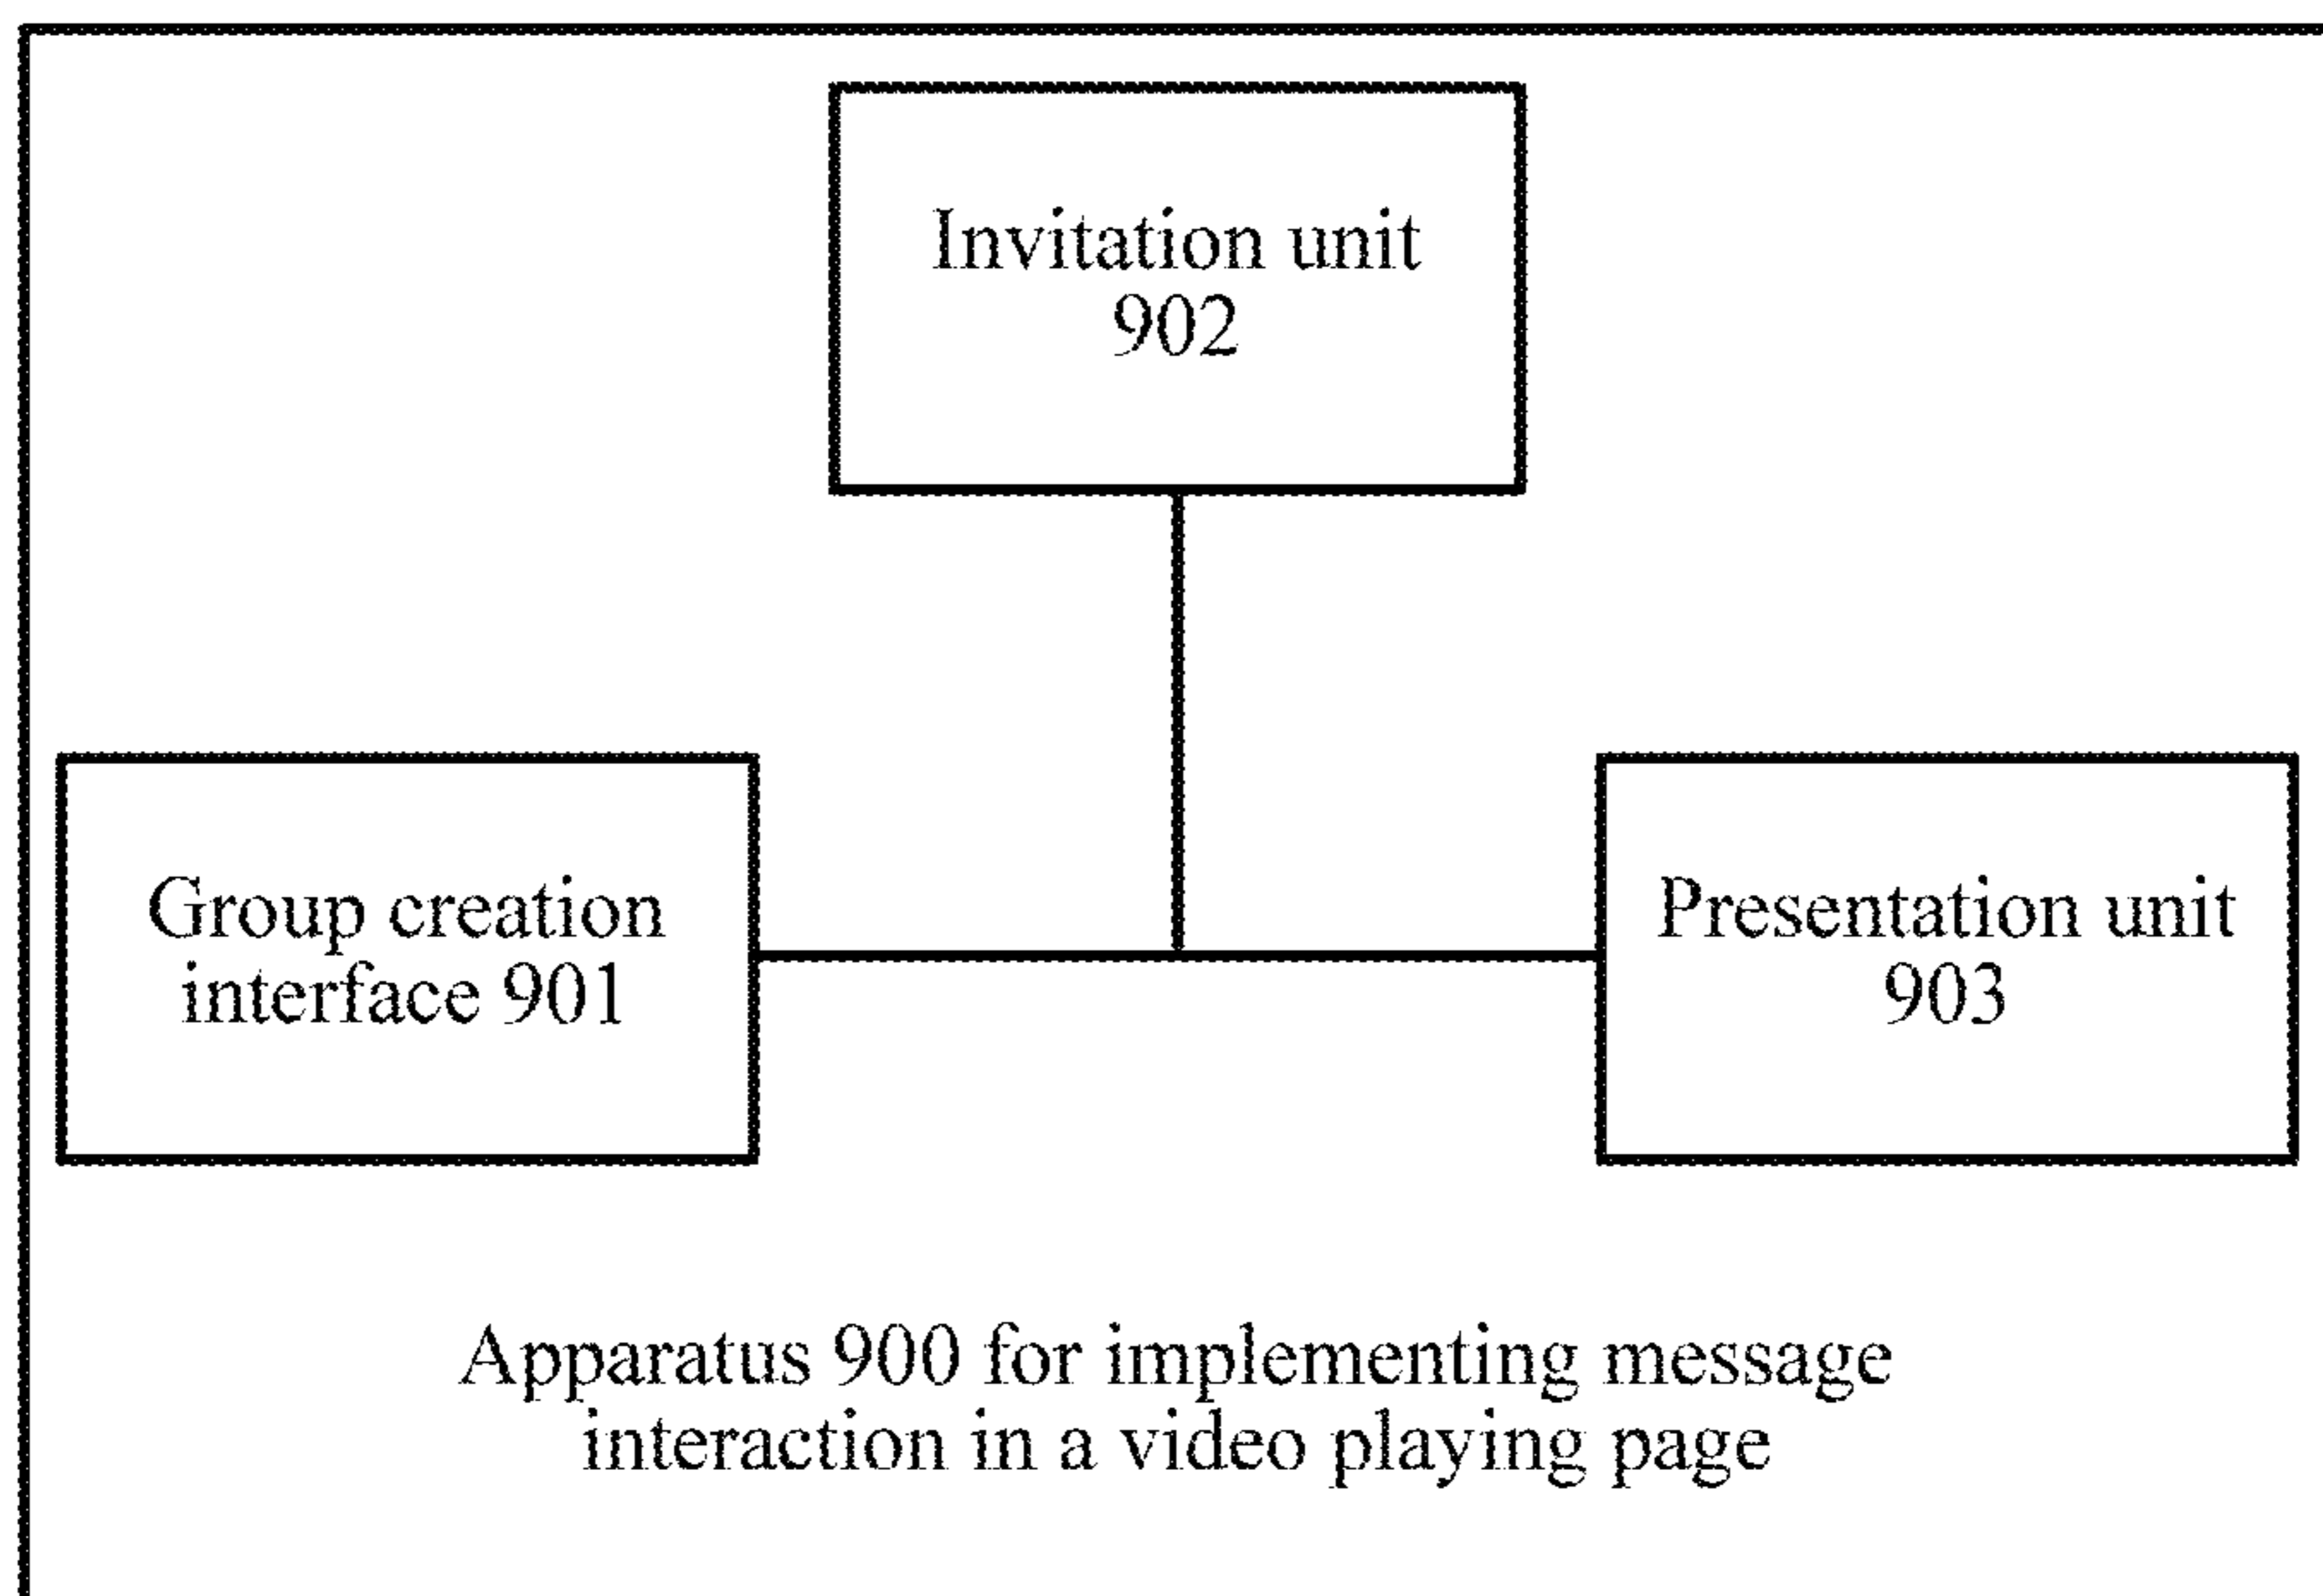 Invitation unit
902
Group creation
interface 901
Presentation unit
903
Apparatus 900 for implementing message
interaction in a video playing page